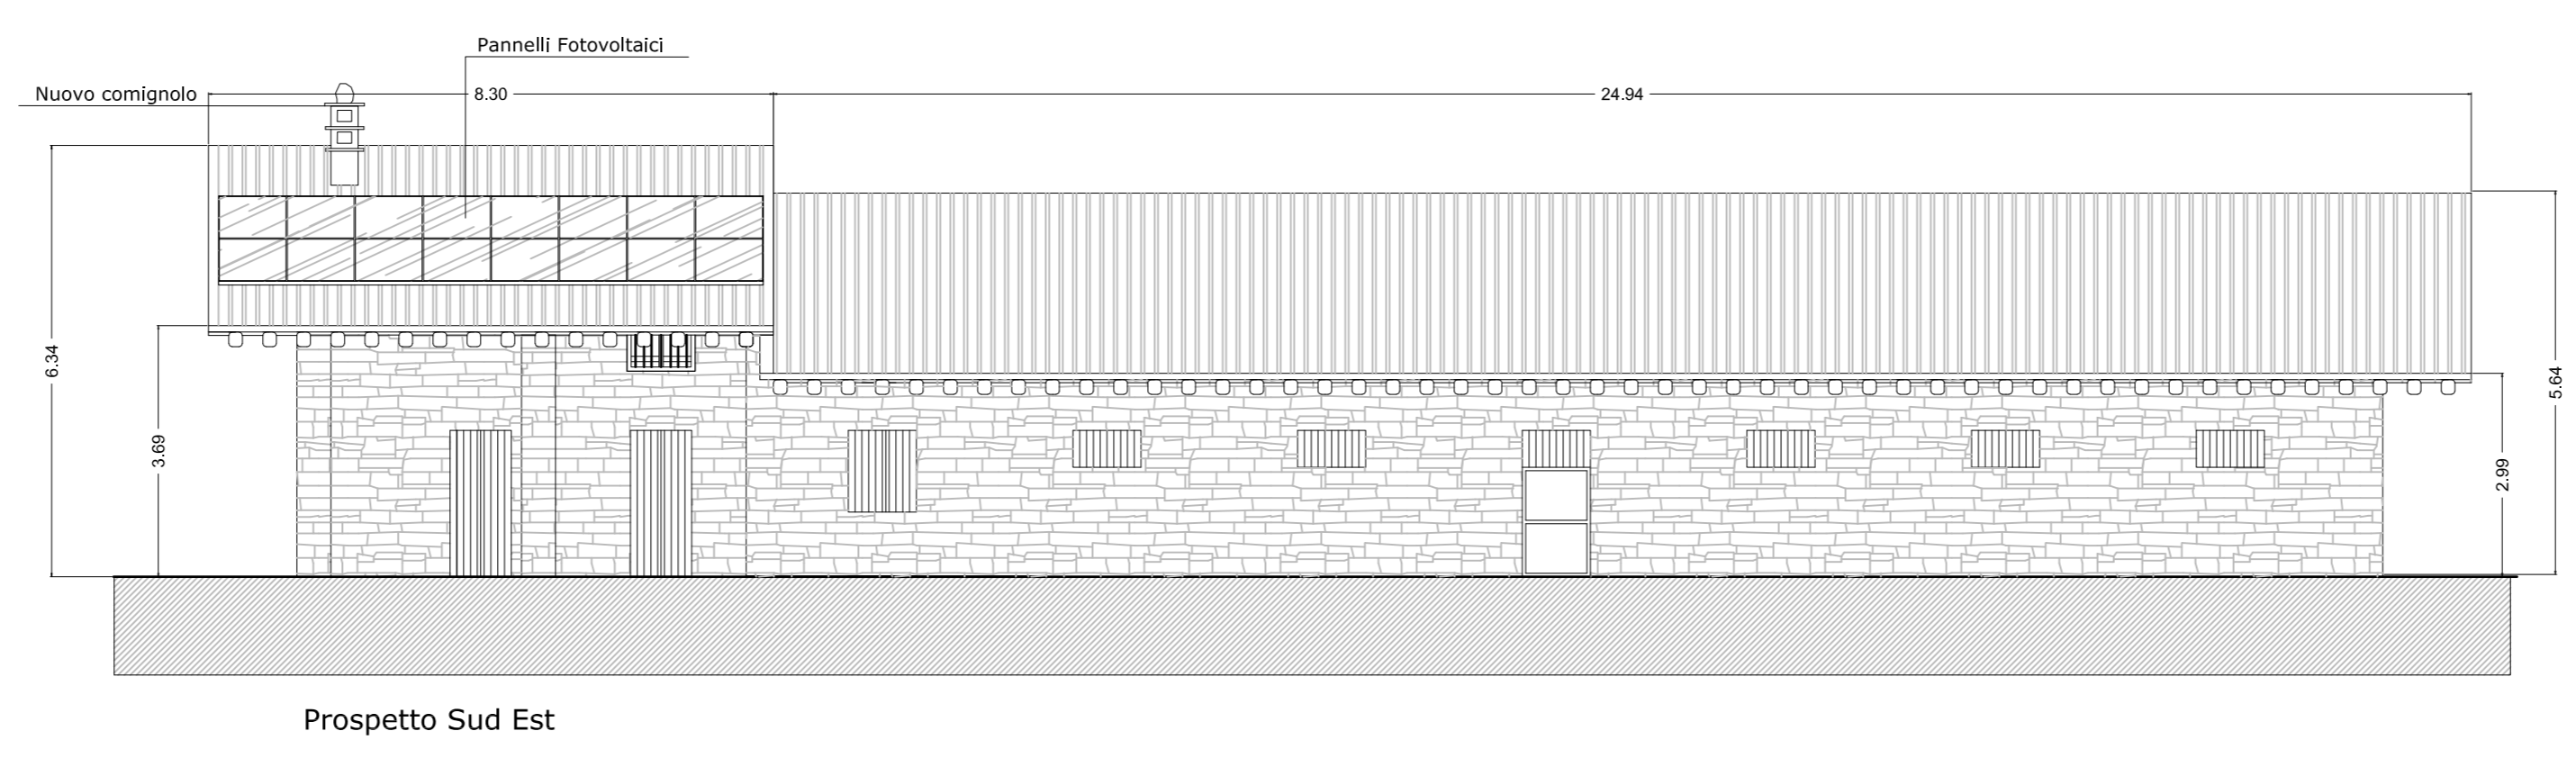 Pannelli Fotovoltaici
Nuovo comignolo
8.30
24.94
6.34
3.69
5.64
2.99
Prospetto Sud Est